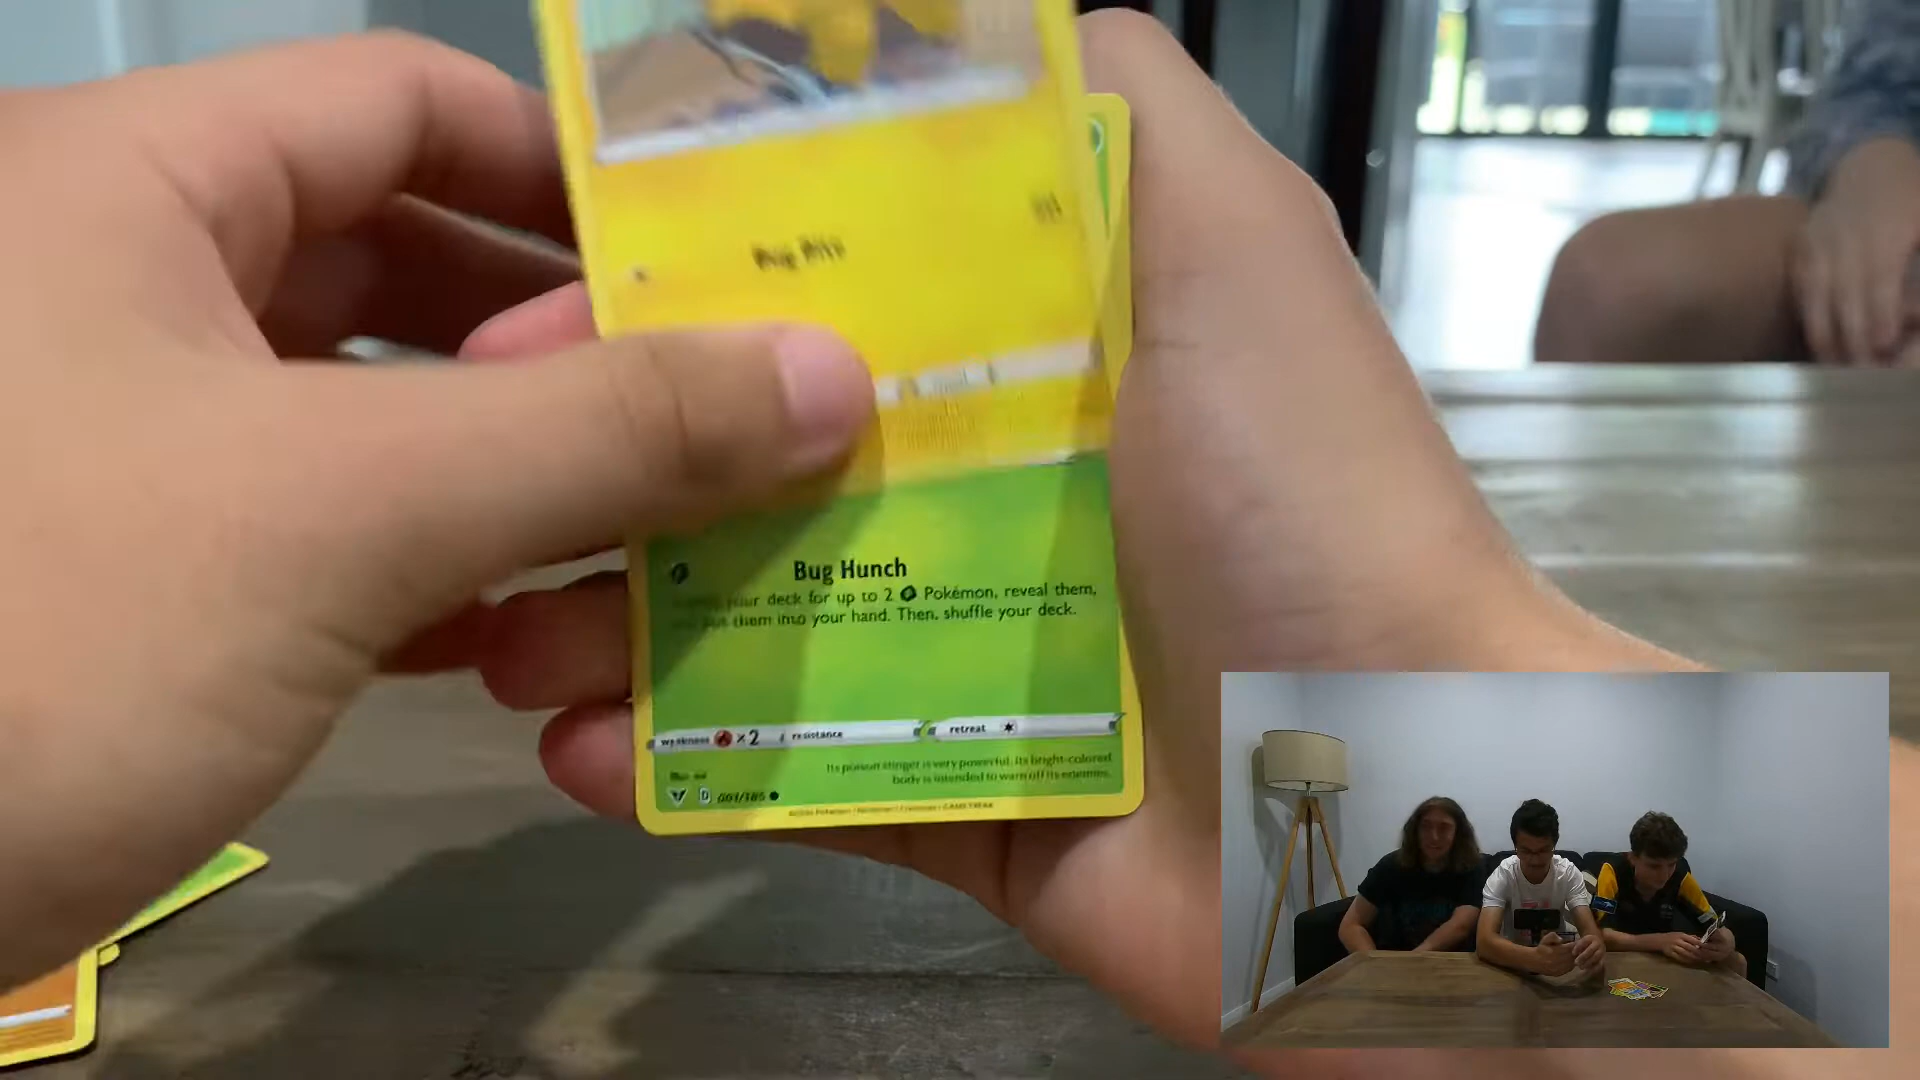 Bug Bite
Bug Hunch
your deck for up to 2 Pokémon, reveal them,
them into your hand. Then, shuffle your deck.
weakness ×2 resistance retreat
Its poison stinger is very powerful. Its bright-colored
body is intended to warn off its enemies.
D 001/185